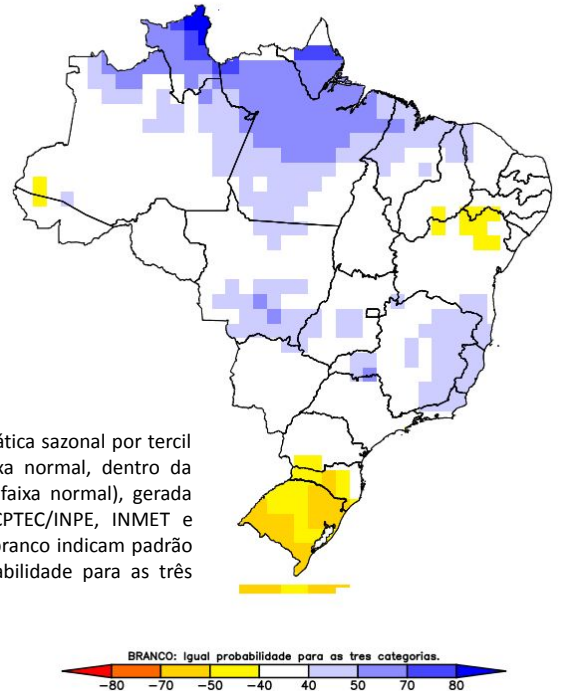 ática sazonal por tercil
xa normal, dentro da
faixa normal), gerada
CPTEC/INPE, INMET e
branco indicam padrão
abilidade para as três
BRANCO: Igual probabilidade para as tres categorias.
-80 -70 -50 -40 40 50 70 80